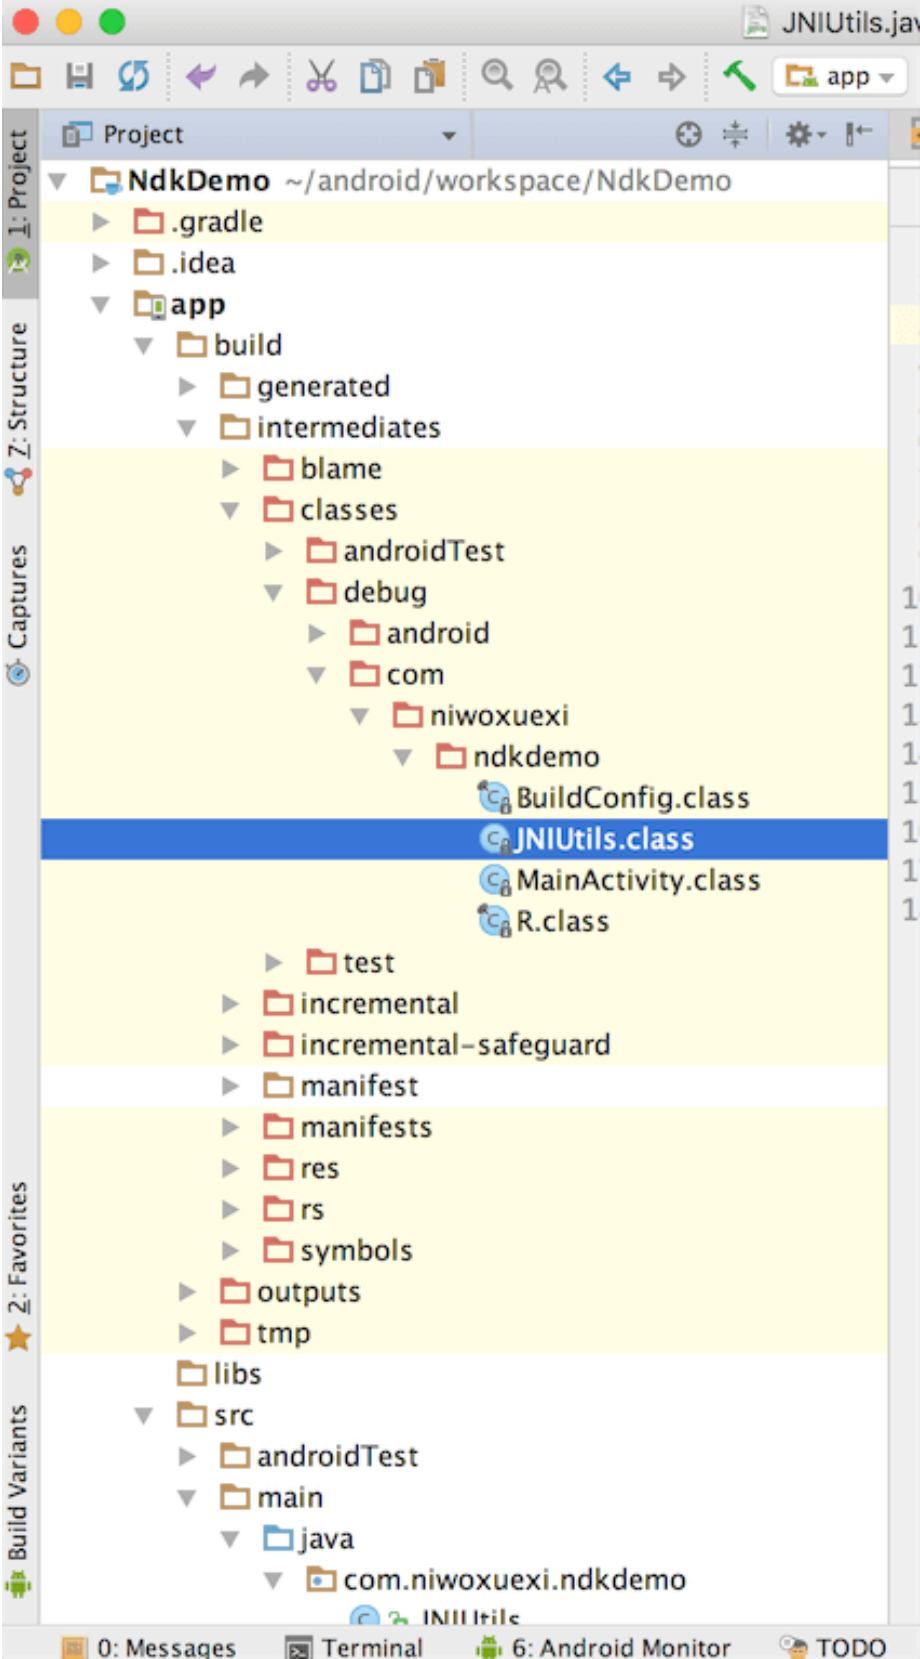 JNIUtils.jav
app
Project
NdkDemo ~/android/workspace/NdkDemo
.gradle
.idea
app
build
generated
intermediates
blame
classes
androidTest
debug
android
com
niwoxuexi
ndkdemo
BuildConfig.class
JNIUtils.class
MainActivity.class
R.class
test
incremental
incremental-safeguard
manifest
manifests
res
rs
symbols
outputs
tmp
libs
src
androidTest
main
java
com.niwoxuexi.ndkdemo
JNIUtils
1: Project
7: Structure
Captures
2: Favorites
Build Variants
0: Messages
Terminal
6: Android Monitor
TODO